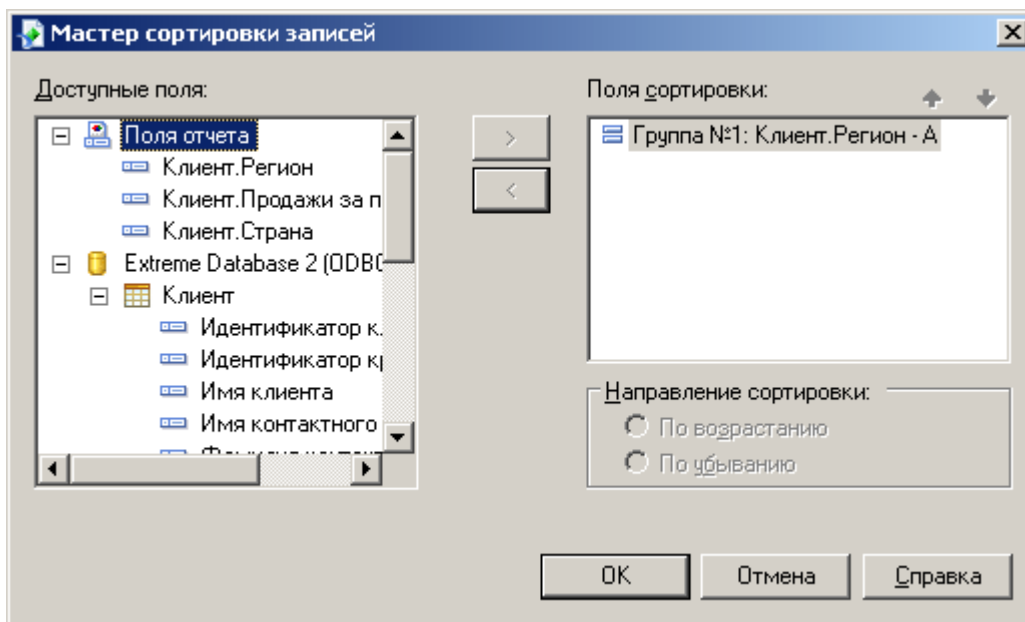 Мастер сортировки записей
Доступные поля:
Поля отчета
Клиент.Регион
Клиент.Продажи за п
Клиент.Страна
Extreme Database 2 (ODBC
Клиент
Идентификатор к.
Идентификатор кр
Имя клиента
Имя контактного
>
<
Поля сортировки:
Группа №1: Клиент.Регион - A
Направление сортировки:
По возрастанию
По убыванию
OK
Отмена
Справка